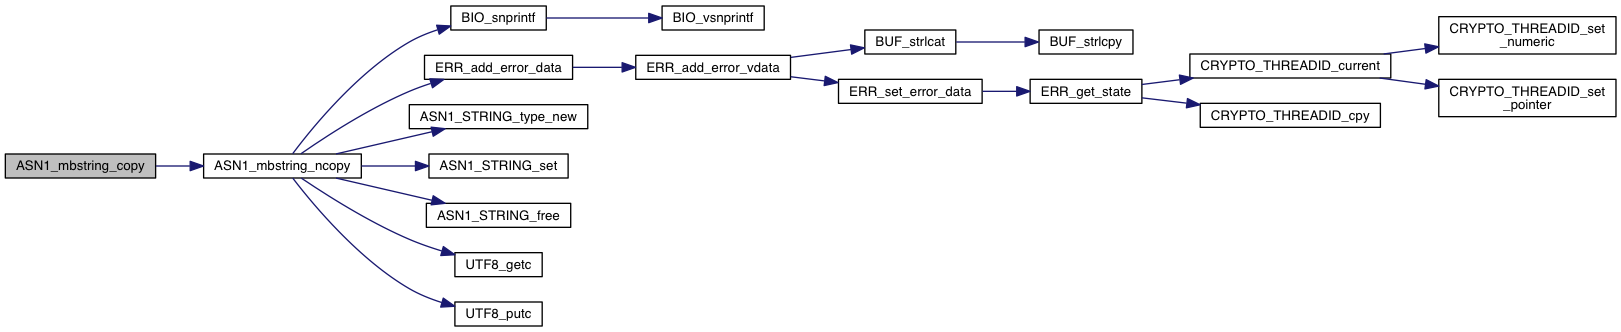 ASN1_mbstring_copy
ASN1_mbstring_ncopy
BIO_snprintf
BIO_vsnprintf
ERR_add_error_data
ERR_add_error_vdata
BUF_strlcat
BUF_strlcpy
ERR_set_error_data
ERR_get_state
CRYPTO_THREADID_current
CRYPTO_THREADID_set
_numeric
CRYPTO_THREADID_set
_pointer
CRYPTO_THREADID_cpy
ASN1_STRING_type_new
ASN1_STRING_set
ASN1_STRING_free
UTF8_getc
UTF8_putc